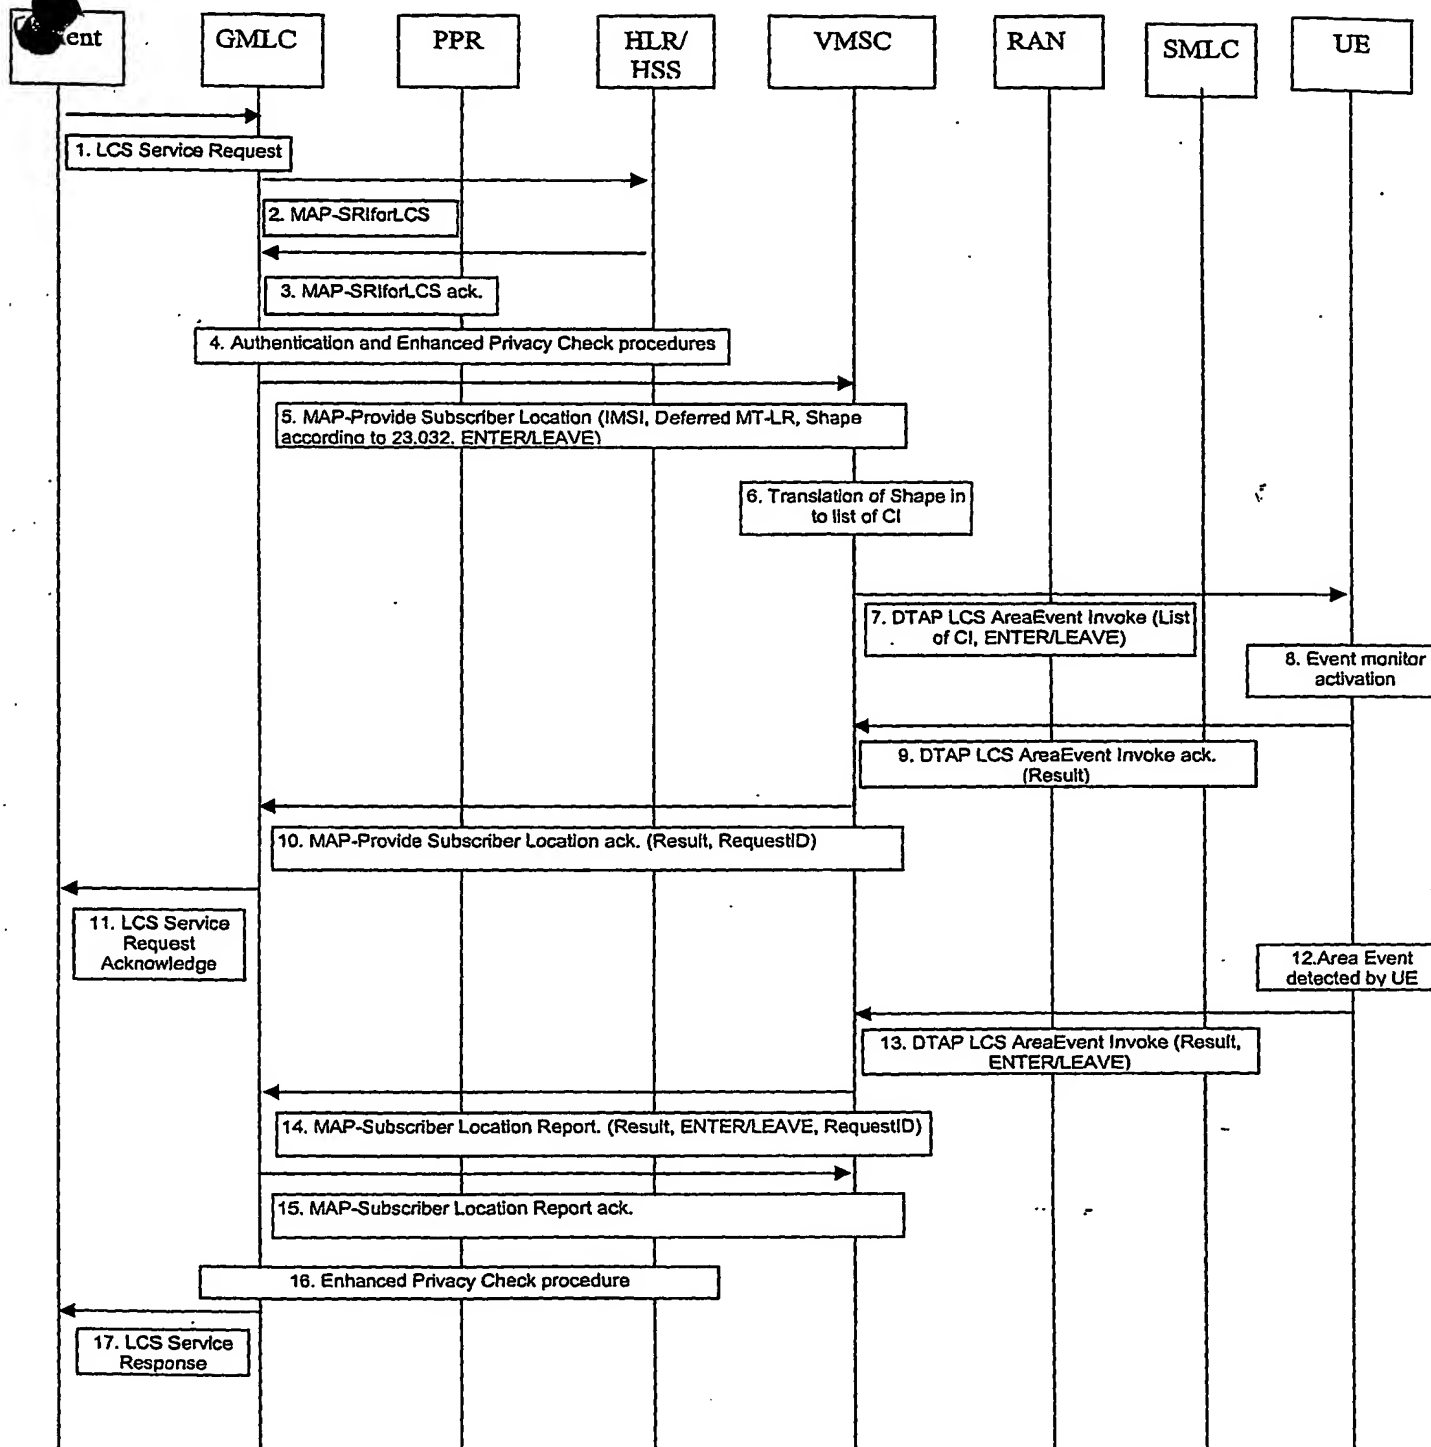 GMLC
PPR
HLR/
HSS
VMSC
RAN
SMLC
UE
1. LCS Service Request
2. MAP-SRIforLCS
3. MAP-SRIforLCS ack.
4. Authentication and Enhanced Privacy Check procedures
5. MAP-Provide Subscriber Location (IMSI, Deferred MT-LR, Shape
according to 23.032, ENTER/LEAVE)
6. Translation of Shape in
to list of CI
7. DTAP LCS AreaEvent Invoke (List
of CI, ENTER/LEAVE)
8. Event monitor
activation
9. DTAP LCS AreaEvent Invoke ack.
(Result)
10. MAP-Provide Subscriber Location ack. (Result, RequestID)
11. LCS Service
Request
Acknowledge
12.Area Event
detected by UE
13. DTAP LCS AreaEvent Invoke (Result,
ENTER/LEAVE)
14. MAP-Subscriber Location Report. (Result, ENTER/LEAVE, RequestID)
15. MAP-Subscriber Location Report ack.
16. Enhanced Privacy Check procedure
17. LCS Service
Response